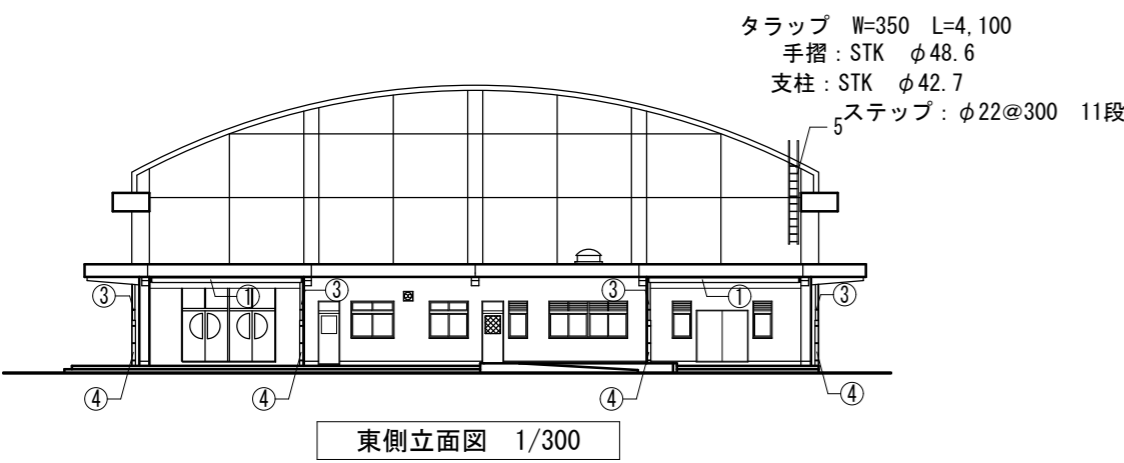 タラップ W=350 L=4,100
手摺：STK φ48.6
支柱：STK φ42.7
ステップ：φ22@300 11段
5
③ ① ③ ③ ① ③
④ ④ ④ ④
東側立面図 1/300